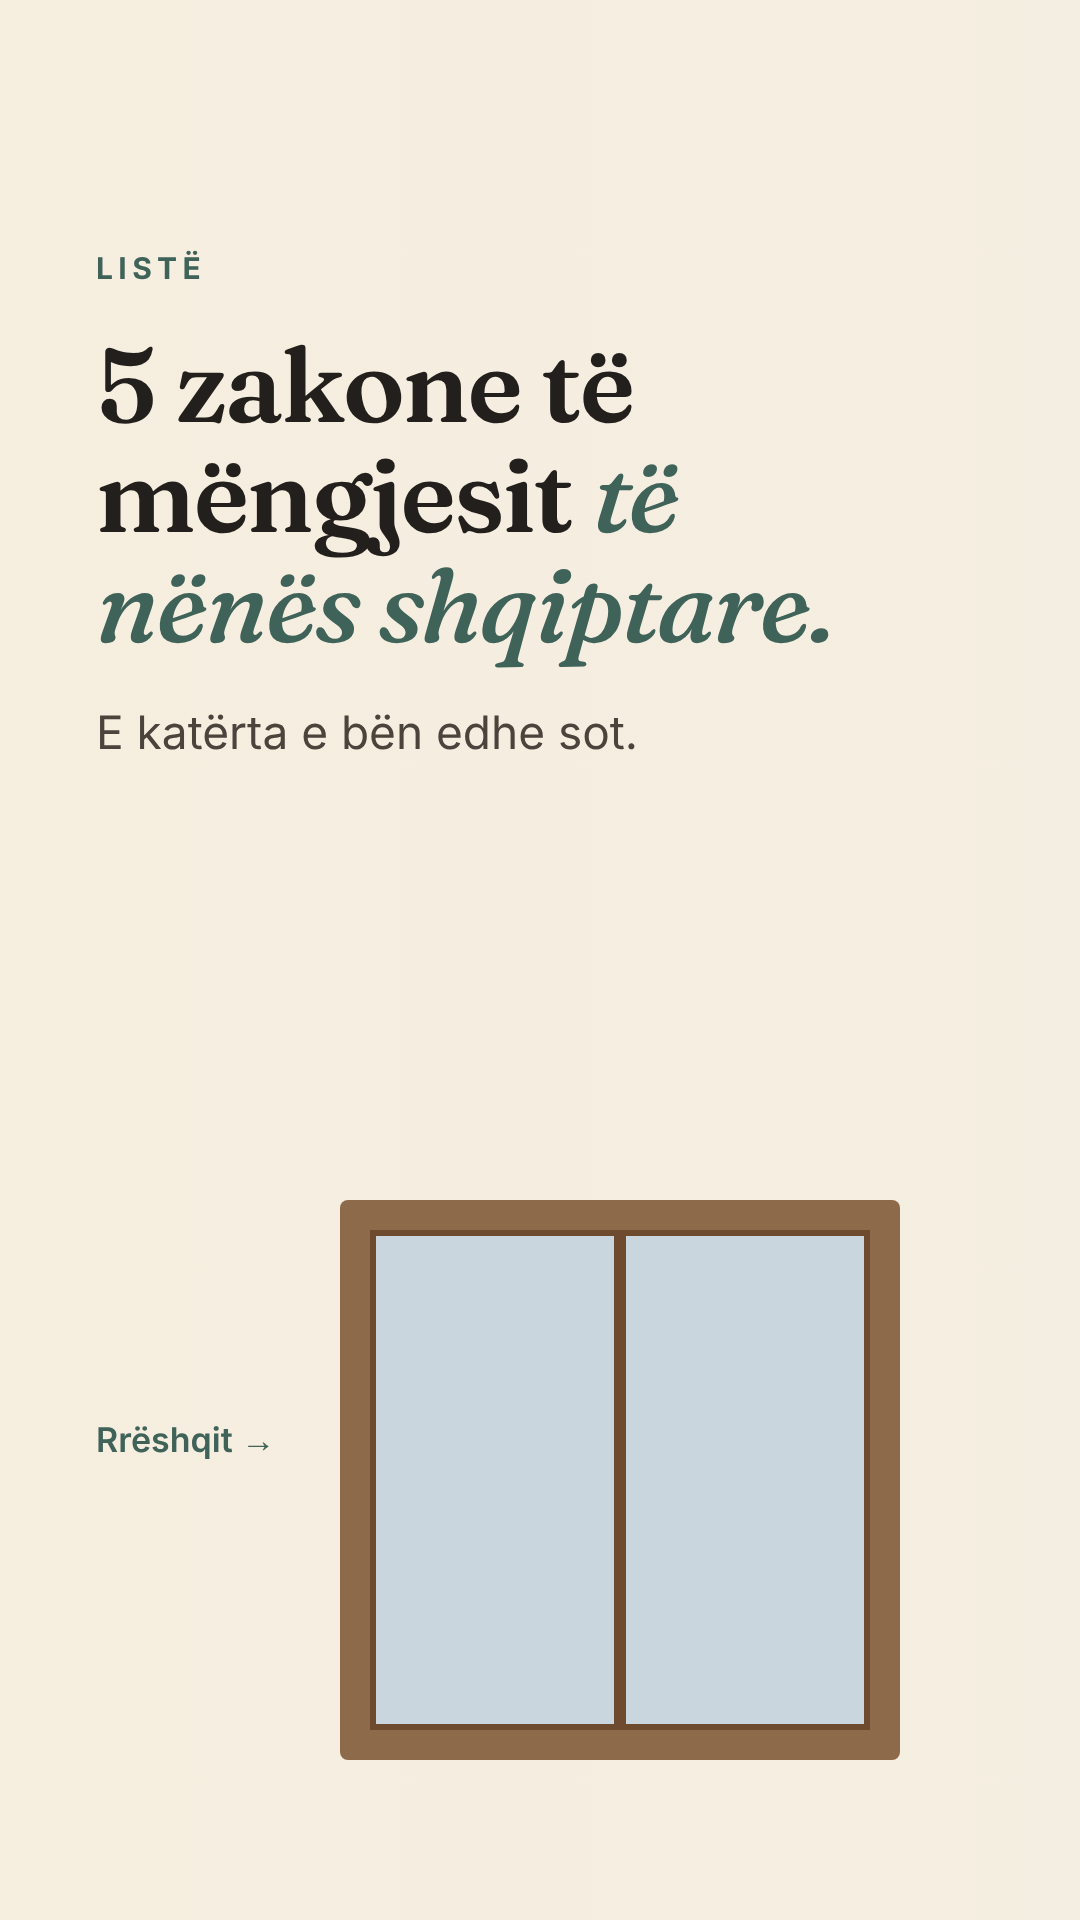 LISTË
5 zakone të
mëngjesit të
nënës shqiptare.
E katërta e bën edhe sot.
Rrëshqit →